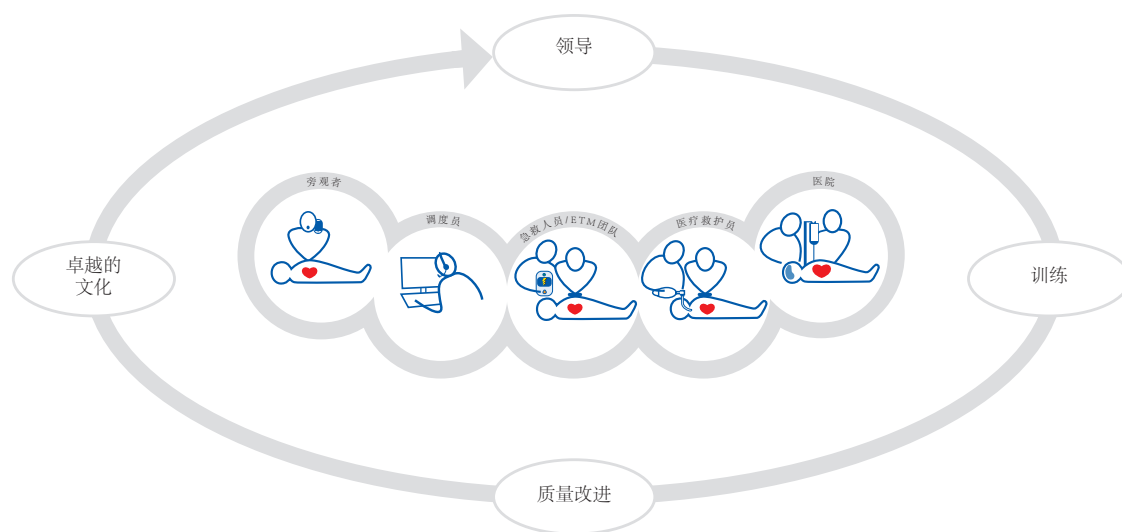 领导
旁观者
调度员
急救人员/ETM团队
医疗救护员
医院
卓越的
文化
训练
质量改进